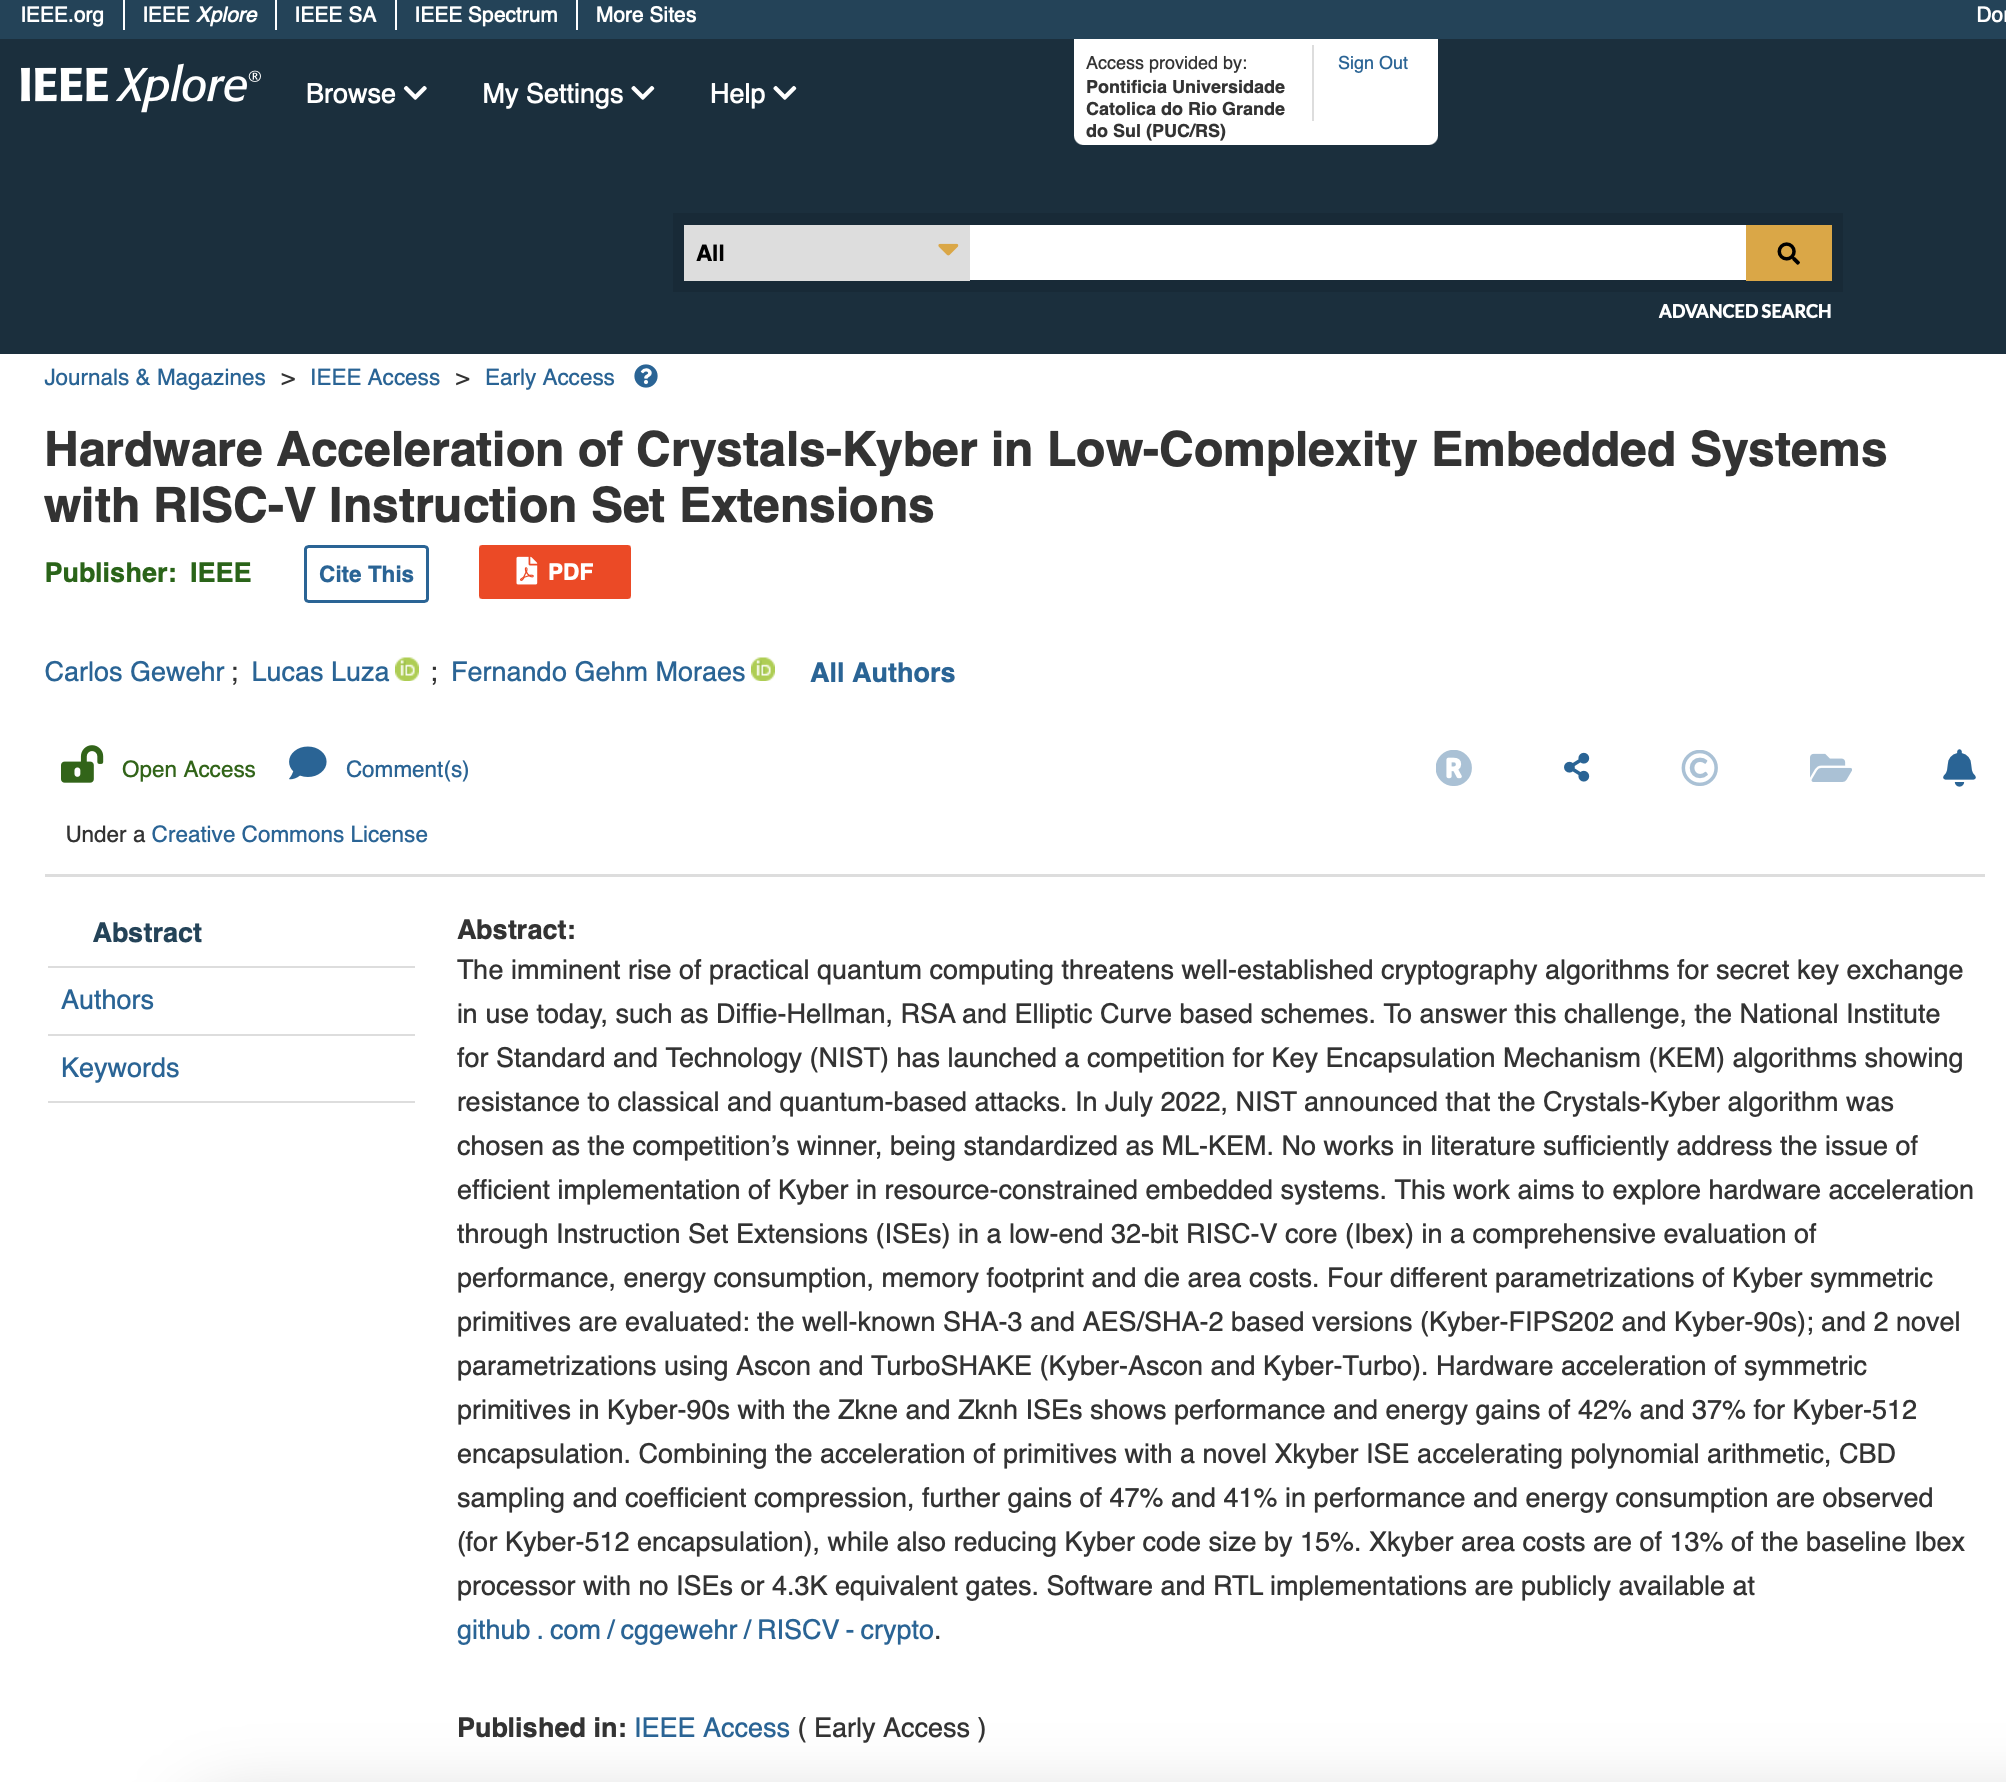 IEEE.org
IEEE Xplore
IEEE SA
IEEE Spectrum
More Sites
IEEE Xplore®
Browse
My Settings
Help
Access provided by:
Pontificia Universidade
Catolica do Rio Grande
do Sul (PUC/RS)
Sign Out
All
ADVANCED SEARCH
Journals & Magazines > IEEE Access > Early Access ?
Hardware Acceleration of Crystals-Kyber in Low-Complexity Embedded Systems
with RISC-V Instruction Set Extensions
Publisher: IEEE
Cite This
PDF
Carlos Gewehr ; Lucas Luza iD ; Fernando Gehm Moraes iD All Authors
Open Access
Comment(s)
R
©
Under a Creative Commons License
Abstract
Authors
Keywords
Abstract:
The imminent rise of practical quantum computing threatens well-established cryptography algorithms for secret key exchange
in use today, such as Diffie-Hellman, RSA and Elliptic Curve based schemes. To answer this challenge, the National Institute
for Standard and Technology (NIST) has launched a competition for Key Encapsulation Mechanism (KEM) algorithms showing
resistance to classical and quantum-based attacks. In July 2022, NIST announced that the Crystals-Kyber algorithm was
chosen as the competition’s winner, being standardized as ML-KEM. No works in literature sufficiently address the issue of
efficient implementation of Kyber in resource-constrained embedded systems. This work aims to explore hardware acceleration
through Instruction Set Extensions (ISEs) in a low-end 32-bit RISC-V core (Ibex) in a comprehensive evaluation of
performance, energy consumption, memory footprint and die area costs. Four different parametrizations of Kyber symmetric
primitives are evaluated: the well-known SHA-3 and AES/SHA-2 based versions (Kyber-FIPS202 and Kyber-90s); and 2 novel
parametrizations using Ascon and TurboSHAKE (Kyber-Ascon and Kyber-Turbo). Hardware acceleration of symmetric
primitives in Kyber-90s with the Zkne and Zknh ISEs shows performance and energy gains of 42% and 37% for Kyber-512
encapsulation. Combining the acceleration of primitives with a novel Xkyber ISE accelerating polynomial arithmetic, CBD
sampling and coefficient compression, further gains of 47% and 41% in performance and energy consumption are observed
(for Kyber-512 encapsulation), while also reducing Kyber code size by 15%. Xkyber area costs are of 13% of the baseline Ibex
processor with no ISEs or 4.3K equivalent gates. Software and RTL implementations are publicly available at
github . com / cggewehr / RISCV - crypto.
Published in: IEEE Access ( Early Access )